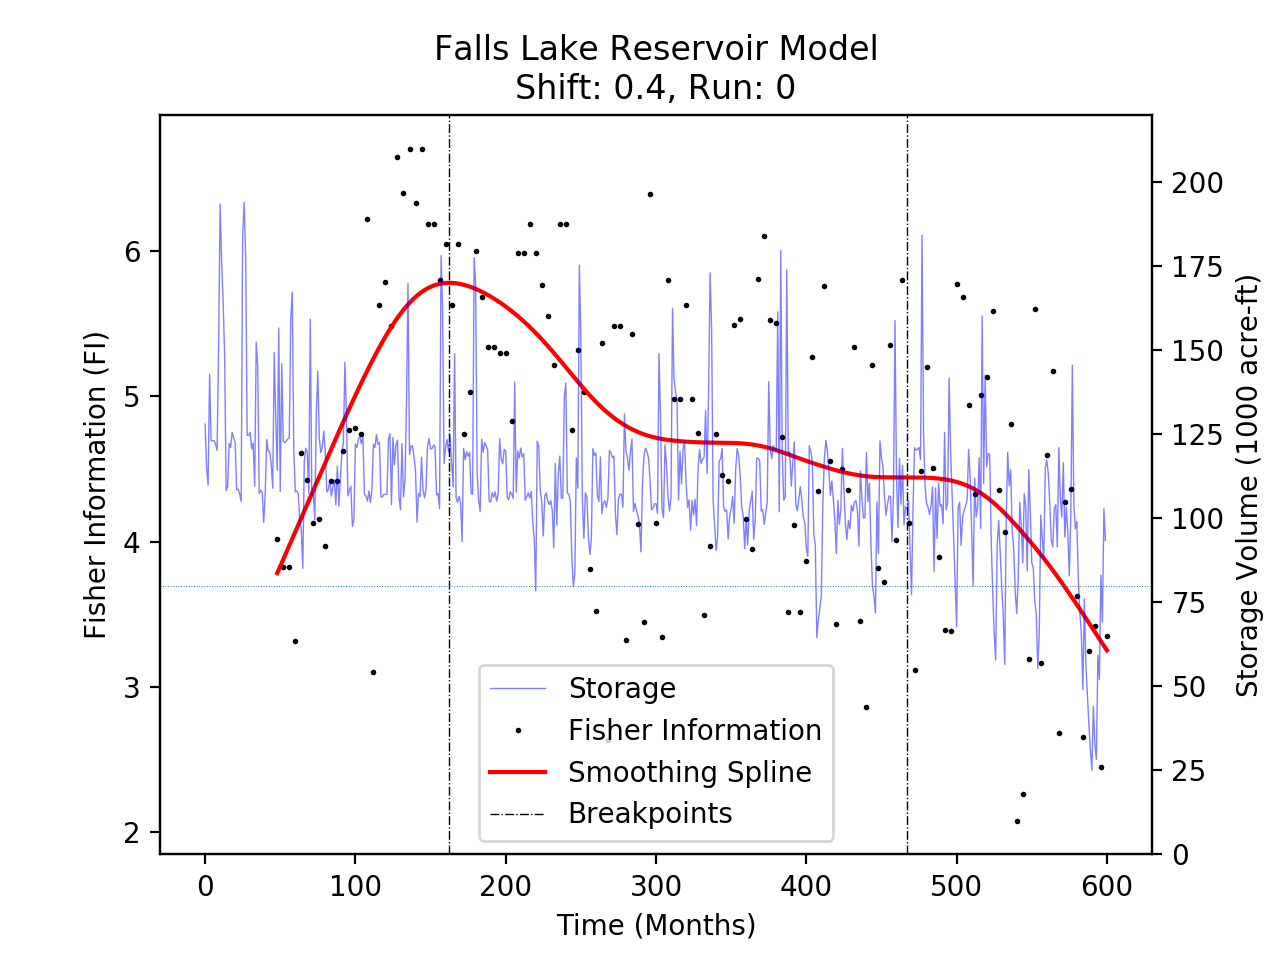 Falls Lake Reservoir Model
Shift: 0.4, Run: 0
Fisher Information (FI)
6
5
4
3
2
200
175
150
125
100
75
50
25
0
Storage Volume (1000 acre-ft)
Storage
Fisher Information
Smoothing Spline
Breakpoints
0
100
200
300
400
500
600
Time (Months)